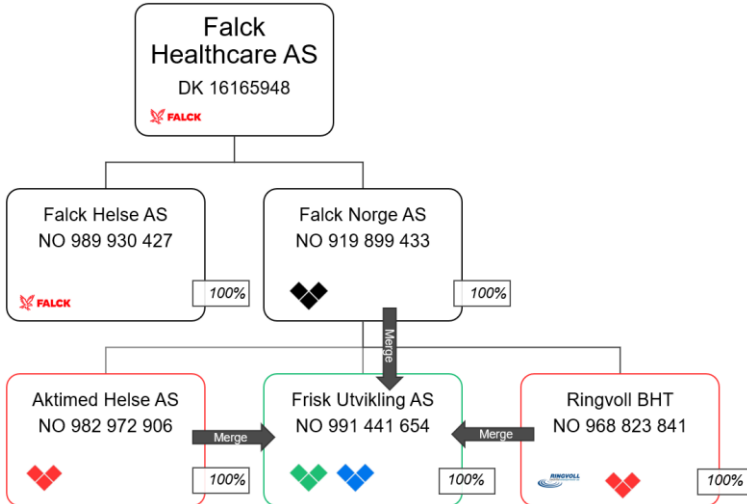 Falck
Healthcare AS
DK 16165948
FALCK
Falck Helse AS
NO 989 930 427
FALCK
100%
Falck Norge AS
NO 919 899 433
100%
Merge
Aktimed Helse AS
NO 982 972 906
100%
Merge
Frisk Utvikling AS
NO 991 441 654
100%
Merge
Ringvoll BHT
NO 968 823 841
RINGVOLL
100%